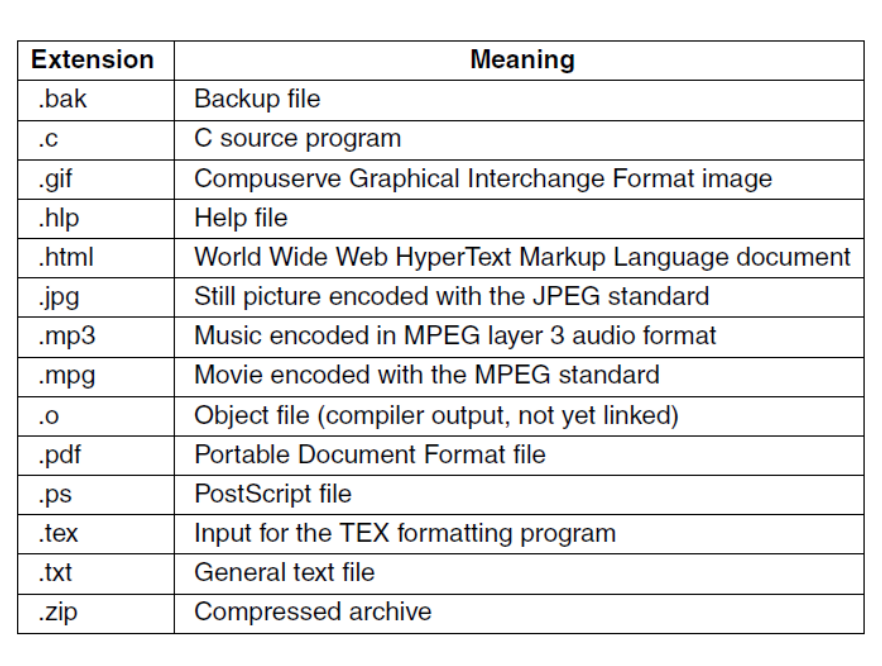 Extension Meaning
.bak Backup file
.c C source program
.gif Compuserve Graphical Interchange Format image
.hlp Help file
.html World Wide Web HyperText Markup Language document
.jpg Still picture encoded with the JPEG standard
.mp3 Music encoded in MPEG layer 3 audio format
.mpg Movie encoded with the MPEG standard
.o Object file (compiler output, not yet linked)
.pdf Portable Document Format file
.ps PostScript file
.tex Input for the TEX formatting program
.txt General text file
.zip Compressed archive